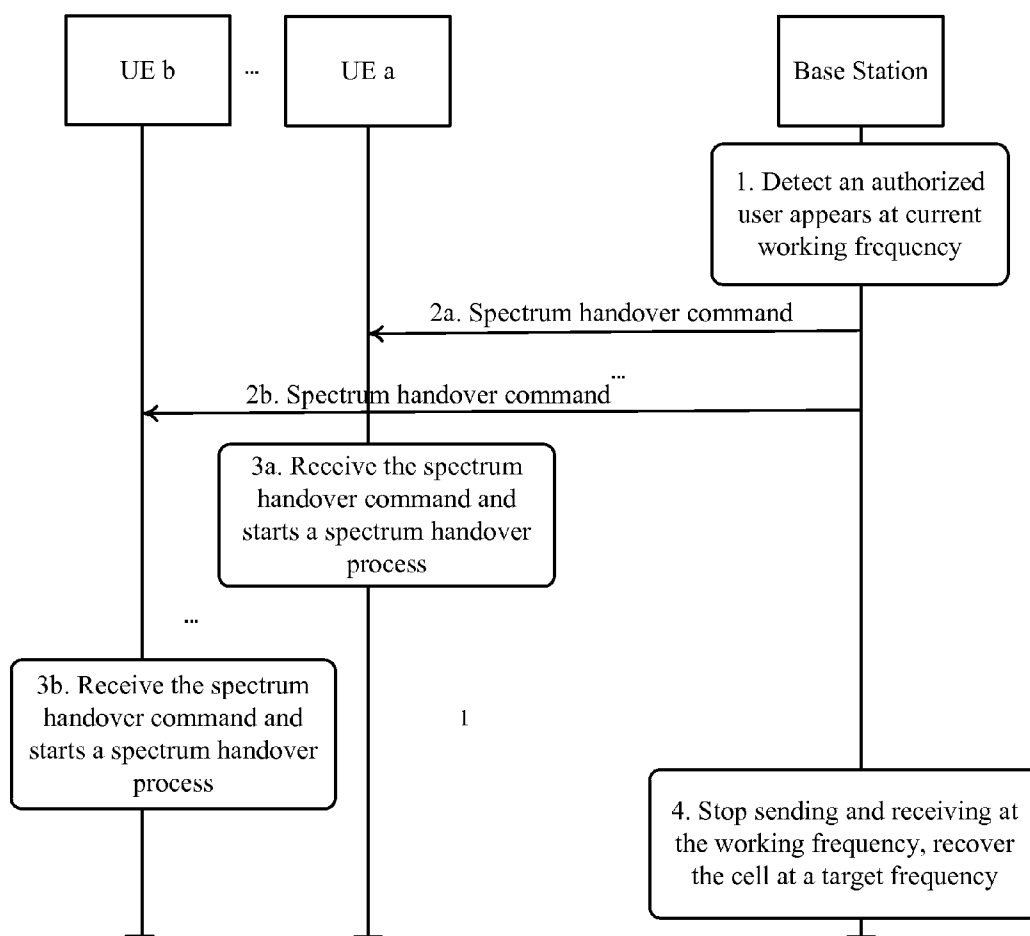 UE b
...
UE a
Base Station
1. Detect an authorized
user appears at current
working frequency
2a. Spectrum handover command
...
2b. Spectrum handover command
3a. Receive the spectrum
handover command and
starts a spectrum handover
process
...
3b. Receive the spectrum
handover command and
starts a spectrum handover
process
1
4. Stop sending and receiving at
the working frequency, recover
the cell at a target frequency